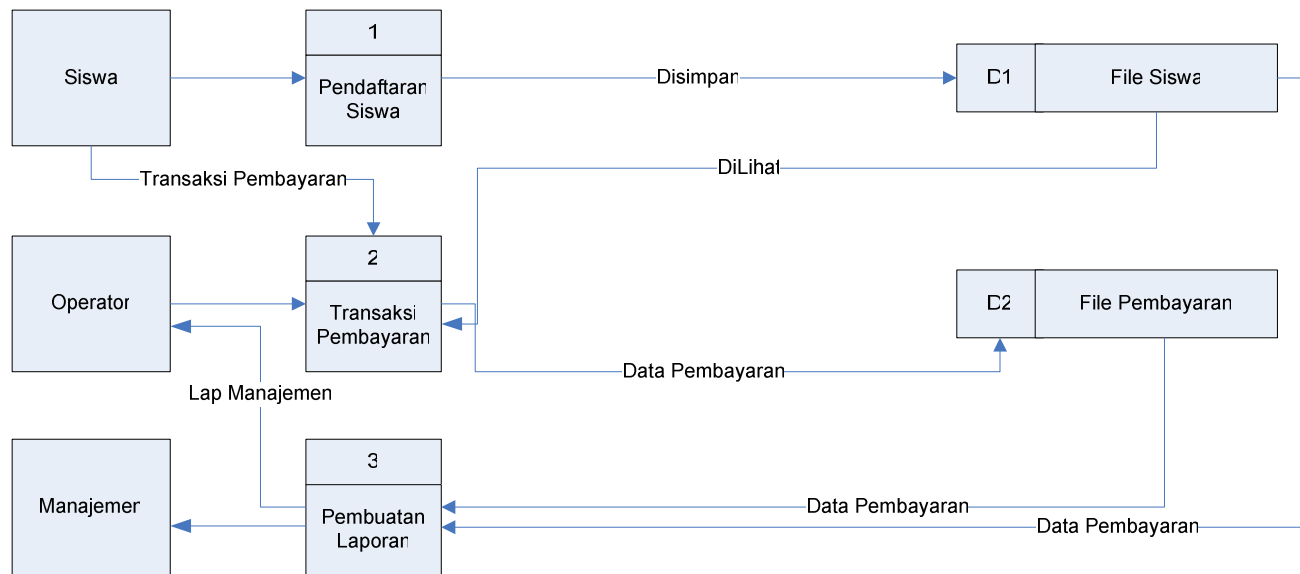 1
Siswa
Pendaftaran
Siswa
Disimpan
D1
File Siswa
DiLihat
Transaksi Pembayaran
2
Operator
Transaksi
Pembayaran
D2
File Pembayaran
Data Pembayaran
Lap Manajemen
3
Manajemen
Pembuatan
Laporan
Data Pembayaran
Data Pembayaran